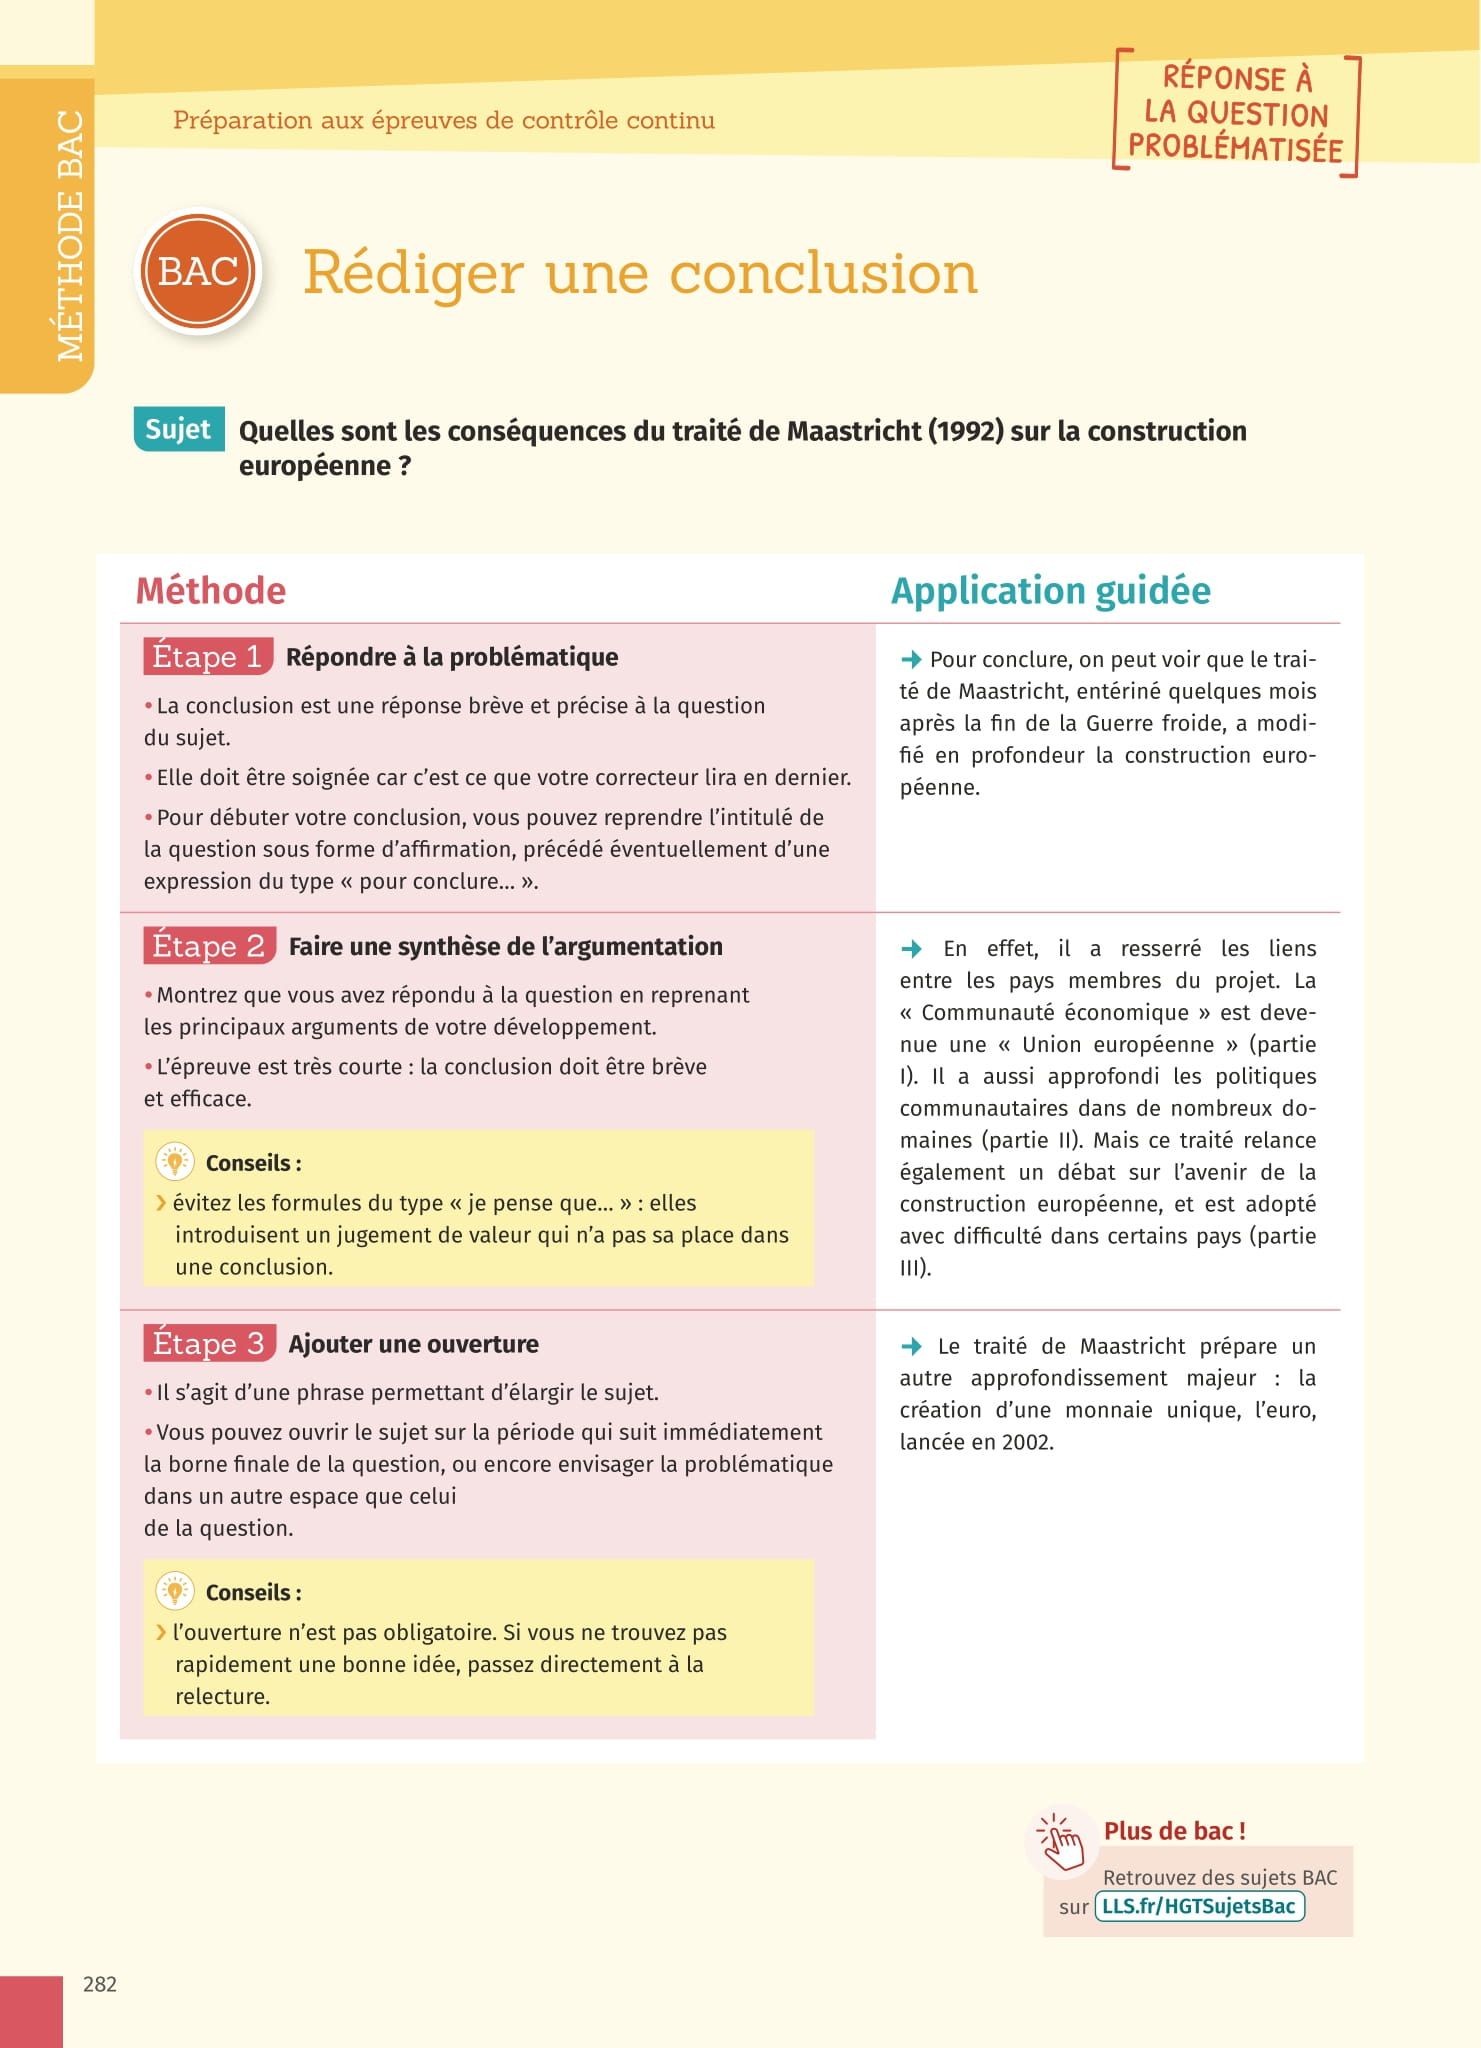 MÉTHODE BAC
Préparation aux épreuves de contrôle continu
RÉPONSE À
LA QUESTION
PROBLÉMATISÉE
BAC
Rédiger une conclusion
Sujet
Quelles sont les conséquences du traité de Maastricht (1992) sur la construction
européenne ?
Méthode
Étape 1 Répondre à la problématique
• La conclusion est une réponse brève et précise à la question
du sujet.
• Elle doit être soignée car c’est ce que votre correcteur lira en dernier.
• Pour débuter votre conclusion, vous pouvez reprendre l’intitulé de
la question sous forme d’affirmation, précédé éventuellement d’une
expression du type « pour conclure... ».
Application guidée
➔ Pour conclure, on peut voir que le trai-
té de Maastricht, entériné quelques mois
après la fin de la Guerre froide, a modi-
fié en profondeur la construction euro-
péenne.
Étape 2 Faire une synthèse de l’argumentation
• Montrez que vous avez répondu à la question en reprenant
les principaux arguments de votre développement.
• L’épreuve est très courte : la conclusion doit être brève
et efficace.
Conseils :
› évitez les formules du type « je pense que... » : elles
introduisent un jugement de valeur qui n’a pas sa place dans
une conclusion.
➔ En effet, il a resserré les liens
entre les pays membres du projet. La
« Communauté économique » est deve-
nue une « Union européenne » (partie
I). Il a aussi approfondi les politiques
communautaires dans de nombreux do-
maines (partie II). Mais ce traité relance
également un débat sur l’avenir de la
construction européenne, et est adopté
avec difficulté dans certains pays (partie
III).
Étape 3 Ajouter une ouverture
• Il s’agit d’une phrase permettant d’élargir le sujet.
• Vous pouvez ouvrir le sujet sur la période qui suit immédiatement
la borne finale de la question, ou encore envisager la problématique
dans un autre espace que celui
de la question.
Conseils :
› l’ouverture n’est pas obligatoire. Si vous ne trouvez pas
rapidement une bonne idée, passez directement à la
relecture.
➔ Le traité de Maastricht prépare un
autre approfondissement majeur : la
création d’une monnaie unique, l’euro,
lancée en 2002.
Plus de bac !
Retrouvez des sujets BAC
sur LLS.fr/HGTSujetsBac
282